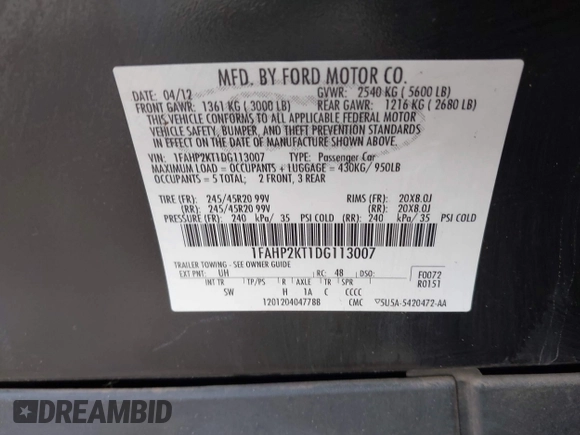 MFD. BY FORD MOTOR CO.
DATE: 04/12 GVWR: 2540 KG ( 5600 LB)
FRONT GAWR: 1361 KG ( 3000 LB) REAR GAWR: 1216 KG ( 2680 LB)
THIS VEHICLE CONFORMS TO ALL APPLICABLE FEDERAL MOTOR
VEHICLE SAFETY, BUMPER, AND THEFT PREVENTION STANDARDS
IN EFFECT ON THE DATE OF MANUFACTURE SHOWN ABOVE.
VIN: 1FAHP2KT1DG113007 TYPE: Passenger Car
MAXIMUM LOAD = OCCUPANTS + LUGGAGE = 430KG/ 950LB
OCCUPANTS = 5 TOTAL; 2 FRONT, 3 REAR
TIRE (FR): 245/45R20 99V RIMS (FR): 20X8.0J
(RR): 245/45R20 99V (RR): 20X8.0J
PRESSURE (FR): 240 kPa/ 35 PSI COLD (RR): 240 kPa/ 35 PSI COLD
1FAHP2KT1DG113007
TRAILER TOWING - SEE OWNER GUIDE
EXT PNT: UH RC: 48 DSO: F0072
INT TR TP/PS R AXLE TR SPR R0151
5W H 1A C CCCC
1201204047788 CMC 5U5A-5420472-AA
DREAMBID